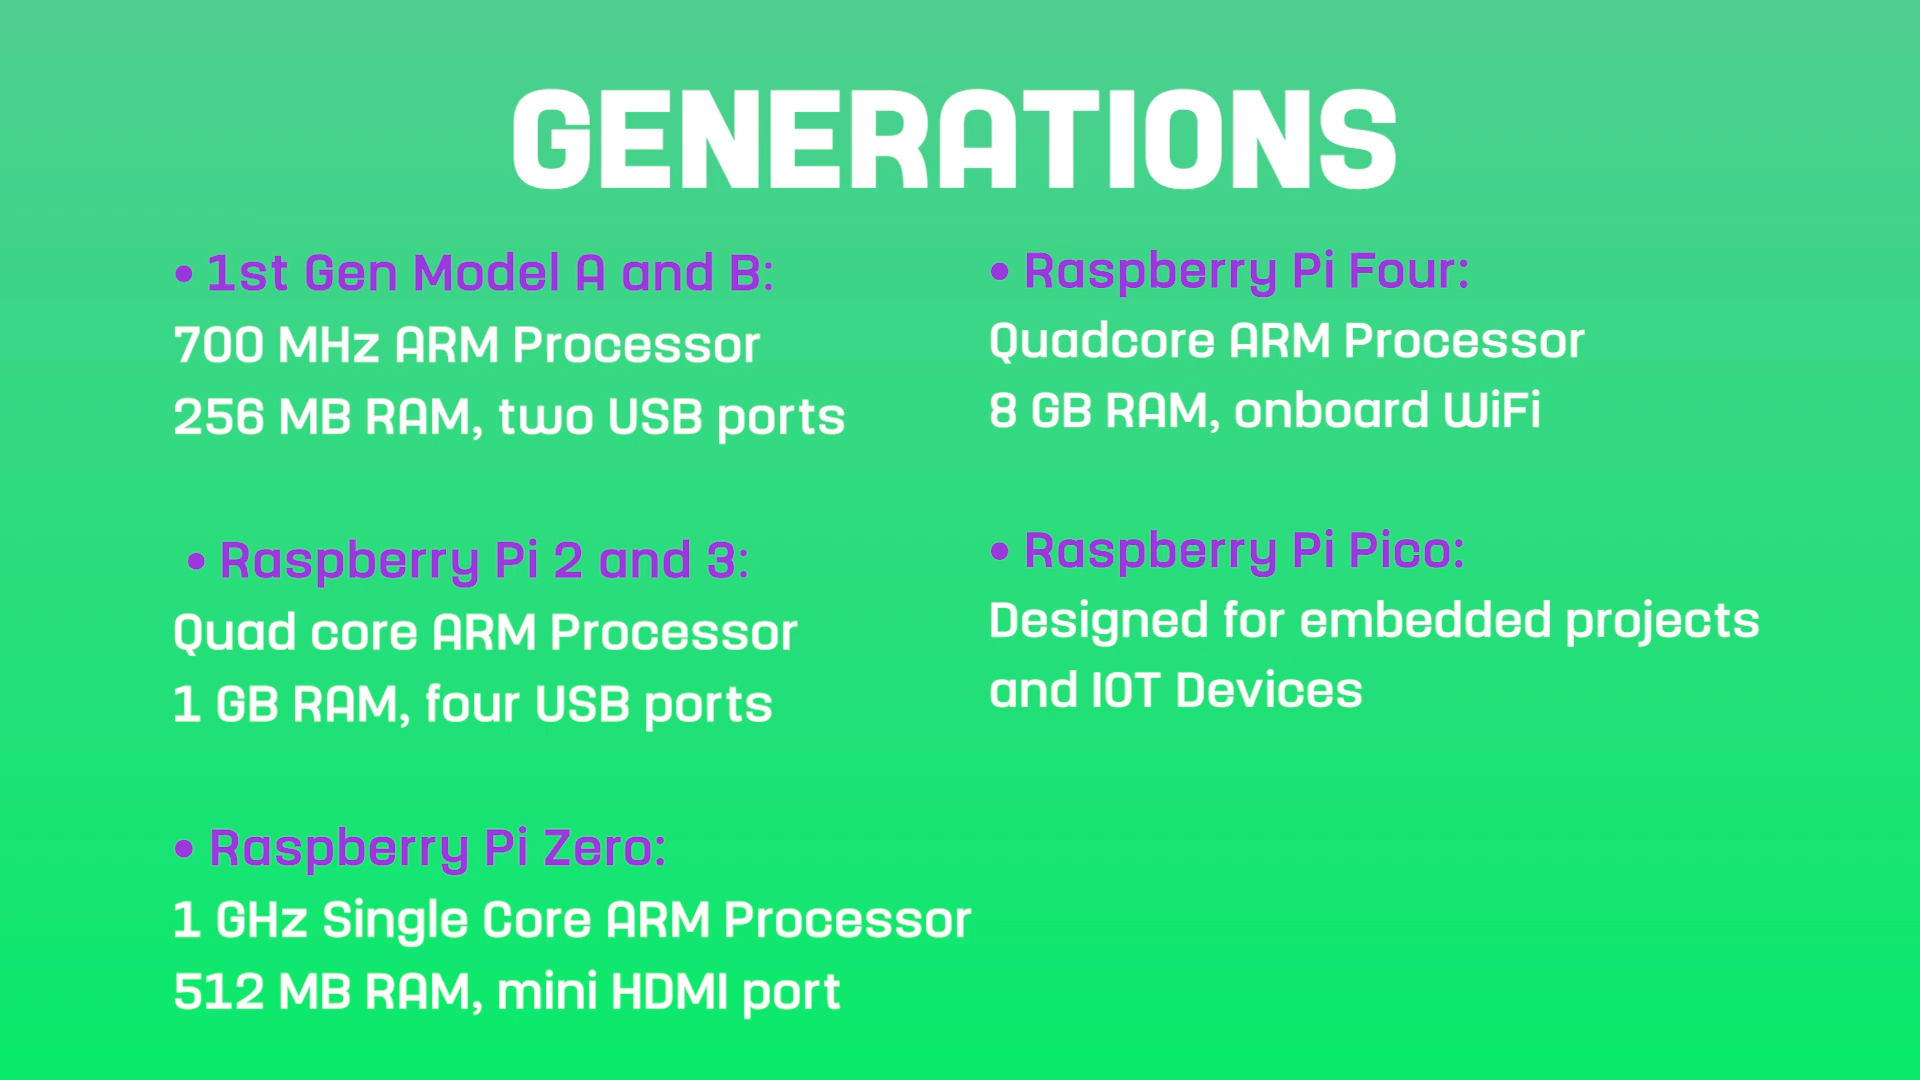 GENERATIONS
• 1st Gen Model A and B:
700 MHz ARM Processor
256 MB RAM, two USB ports
• Raspberry Pi 2 and 3:
Quad core ARM Processor
1 GB RAM, four USB ports
• Raspberry Pi Zero:
1 GHz Single Core ARM Processor
512 MB RAM, mini HDMI port
• Raspberry Pi Four:
Quadcore ARM Processor
8 GB RAM, onboard WiFi
• Raspberry Pi Pico:
Designed for embedded projects
and IOT Devices